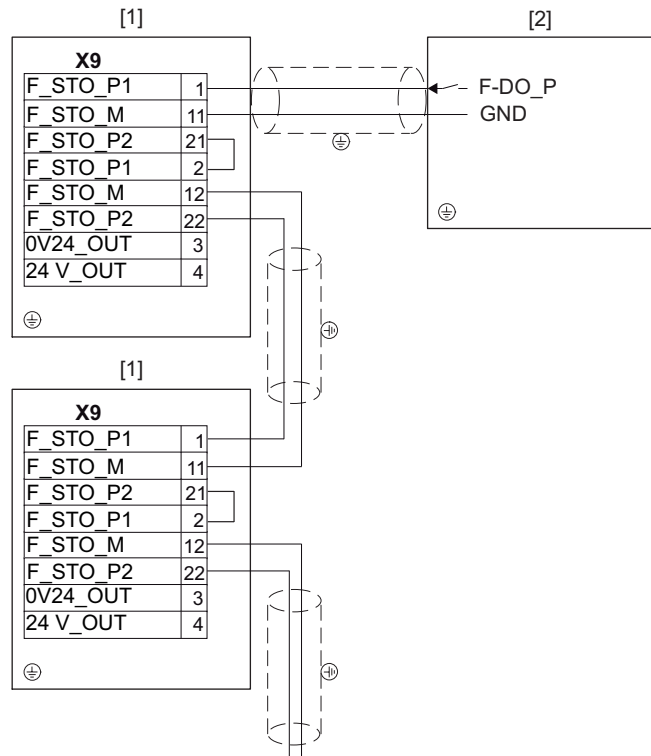 [1]
[2]
X9
F_STO_P1 1
F_STO_M 11
F_STO_P2 21
F_STO_P1 2
F_STO_M 12
F_STO_P2 22
0V24_OUT 3
24 V_OUT 4
F-DO_P
GND
[1]
X9
F_STO_P1 1
F_STO_M 11
F_STO_P2 21
F_STO_P1 2
F_STO_M 12
F_STO_P2 22
0V24_OUT 3
24 V_OUT 4